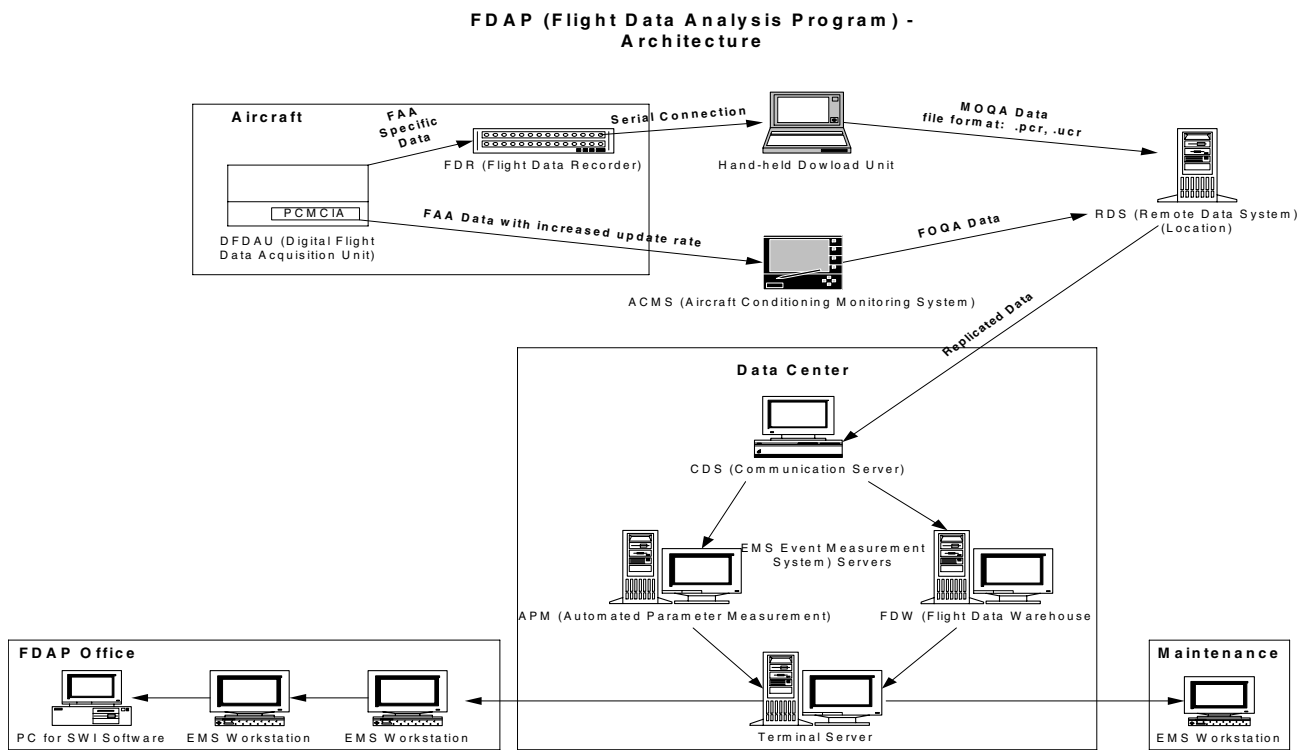 FDAP (Flight Data Analysis Program) -
Architecture
Aircraft
FAA
Specific
Data
Serial Connection
MOQA Data
file format: .pcr, .ucr
FDR (Flight Data Recorder)
Hand-held Dowload Unit
PCMCIA
FAA Data with increased update rate
FOQA Data
RDS (Remote Data System)
(Location)
DFDAU (Digital Flight
Data Acquisition Unit)
ACMS (Aircraft Conditioning Monitoring System)
Replicated Data
Data Center
CDS (Communication Server)
EMS Event Measurement
System) Servers
APM (Automated Parameter Measurement)
FDW (Flight Data Warehouse
FDAP Office
Maintenance
PC for SWI Software
EMS Workstation
EMS Workstation
Terminal Server
EMS Workstation